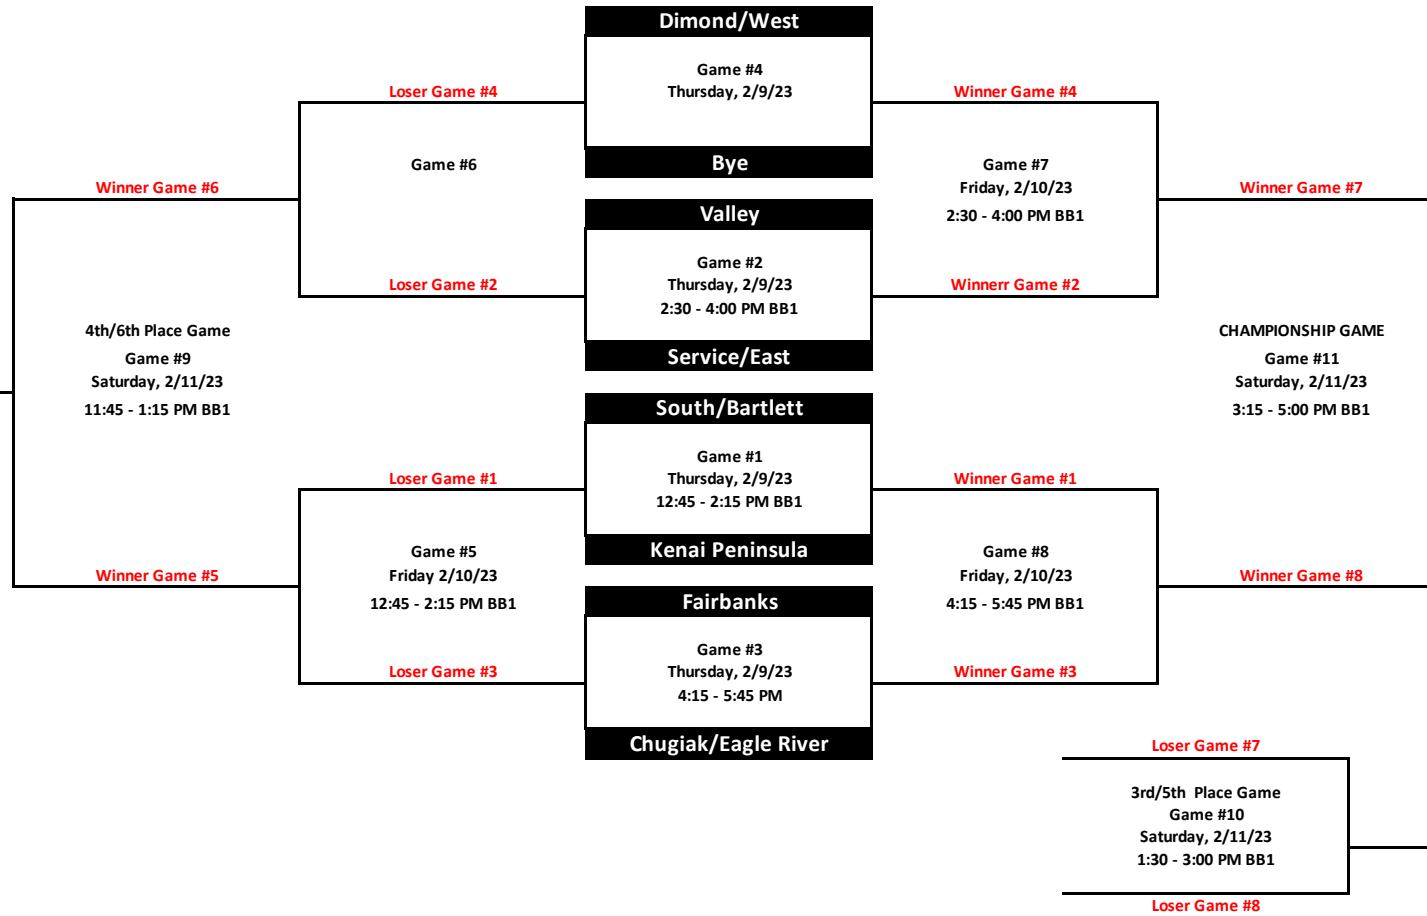 Dimond/West
Game #4
Thursday, 2/9/23
Loser Game #4
Winner Game #4
Game #6
Bye
Game #7
Friday, 2/10/23
2:30 - 4:00 PM BB1
Winner Game #6
Winner Game #7
Valley
Game #2
Thursday, 2/9/23
2:30 - 4:00 PM BB1
Loser Game #2
Winnerr Game #2
Service/East
4th/6th Place Game
Game #9
Saturday, 2/11/23
11:45 - 1:15 PM BB1
CHAMPIONSHIP GAME
Game #11
Saturday, 2/11/23
3:15 - 5:00 PM BB1
South/Bartlett
Game #1
Thursday, 2/9/23
12:45 - 2:15 PM BB1
Loser Game #1
Winner Game #1
Kenai Peninsula
Game #5
Friday 2/10/23
12:45 - 2:15 PM BB1
Game #8
Friday, 2/10/23
4:15 - 5:45 PM BB1
Winner Game #5
Winner Game #8
Fairbanks
Game #3
Thursday, 2/9/23
4:15 - 5:45 PM
Loser Game #3
Winner Game #3
Chugiak/Eagle River
Loser Game #7
3rd/5th  Place Game
Game #10
Saturday, 2/11/23
1:30 - 3:00 PM BB1
Loser Game #8